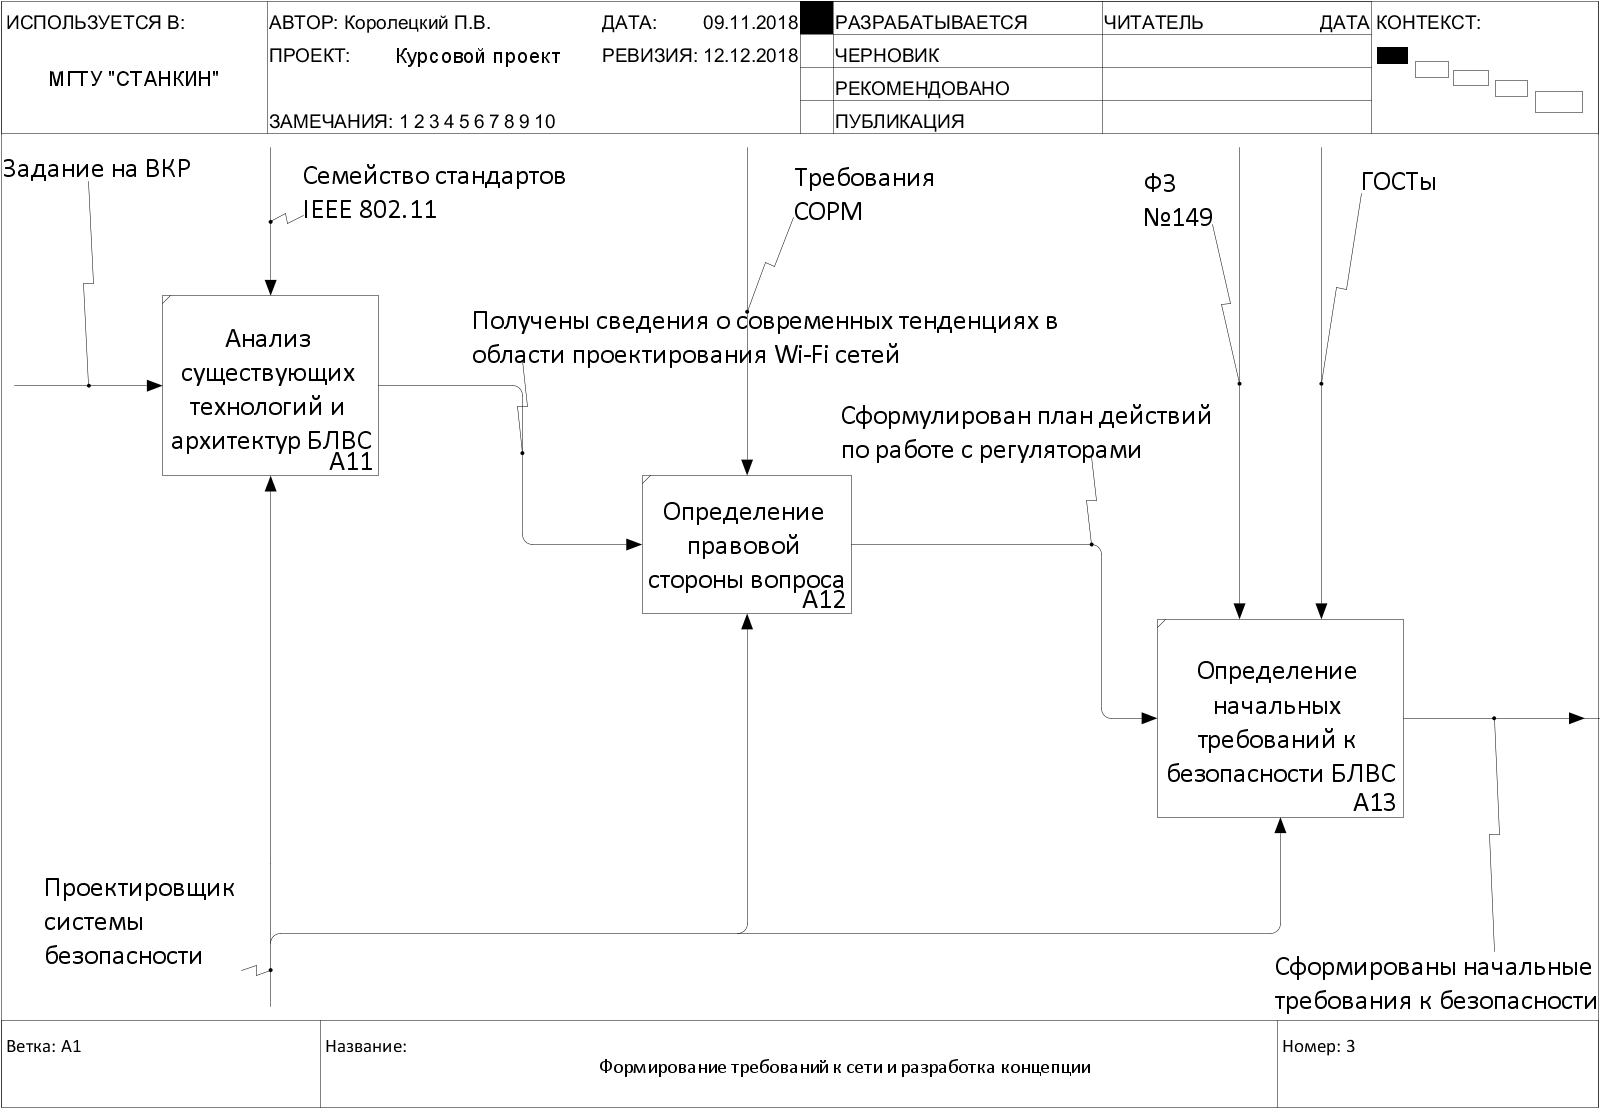 ИСПОЛЬЗУЕТСЯ В:
МГТУ "СТАНКИН"
АВТОР: Королецкий П.В.
ДАТА: 09.11.2018
ПРОЕКТ: Курсовой проект
РЕВИЗИЯ: 12.12.2018
ЗАМЕЧАНИЯ: 1 2 3 4 5 6 7 8 9 10
РАЗРАБАТЫВАЕТСЯ
ЧЕРНОВИК
РЕКОМЕНДОВАНО
ПУБЛИКАЦИЯ
ЧИТАТЕЛЬ
ДАТА
КОНТЕКСТ:
Задание на ВКР
Семейство стандартов
IEEE 802.11
Требования
СОРМ
ФЗ
№149
ГОСТы
Анализ
существующих
технологий и
архитектур БЛВС
А11
Получены сведения о современных тенденциях в
области проектирования Wi-Fi сетей
Сформулирован план действий
по работе с регуляторами
Определение
правовой
стороны вопроса
А12
Определение
начальных
требований к
безопасности БЛВС
А13
Проектировщик
системы
безопасности
Сформированы начальные
требования к безопасности
Ветка: А1
Название:
Формирование требований к сети и разработка концепции
Номер: 3